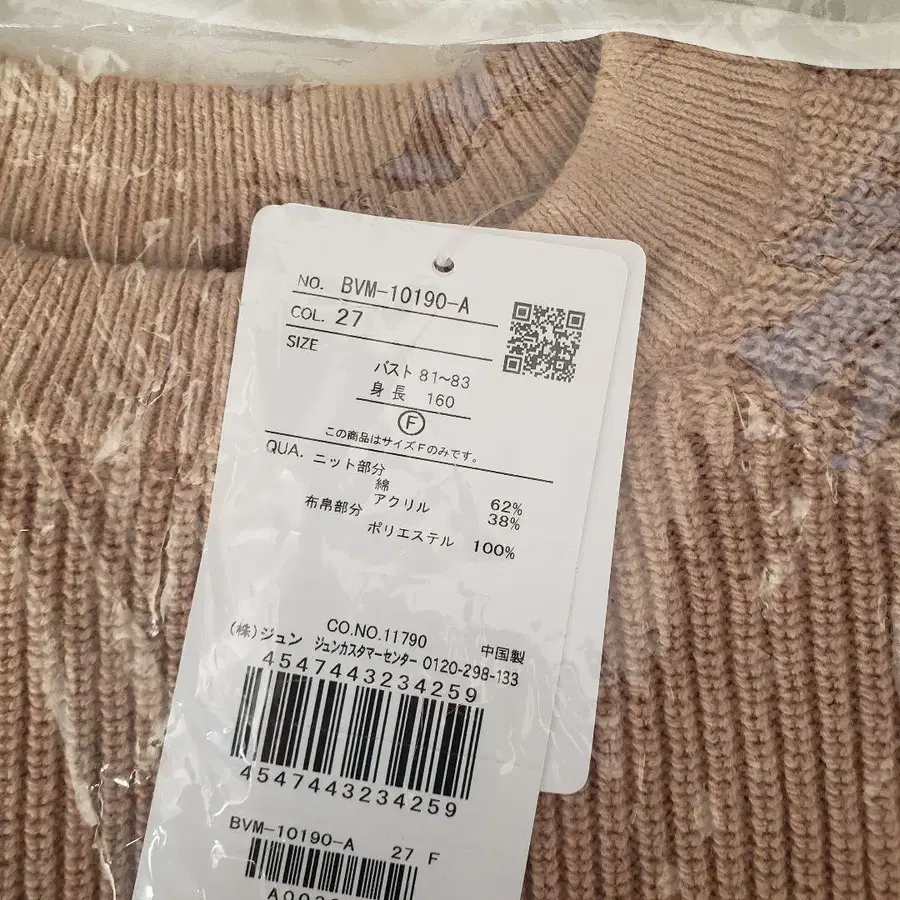 NO. BVM-10190-A
COL. 27
SIZE
バスト 81~83
身長 160
F
この商品はサイズFのみです。
QUA. ニット部分
綿 62%
アクリル 38%
布帛部分
ポリエステル 100%
CO.NO.11790
(株)ジュン 中国製
ジュンカスタマーセンター 0120-298-133
4547443234259
4547443234259
BVM-10190-A 27 F